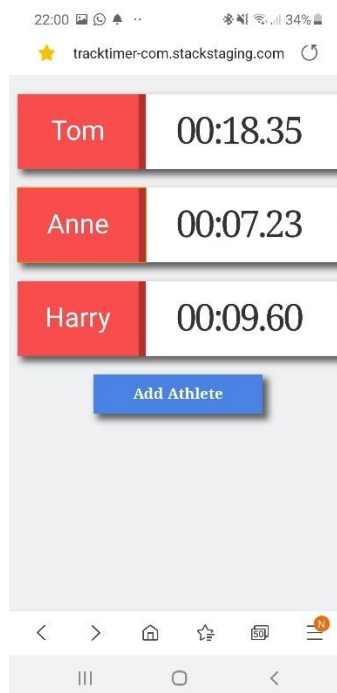 22:00 34%
tracktimer-com.stackstaging.com
Tom 00:18.35
Anne 00:07.23
Harry 00:09.60
Add Athlete
50
N